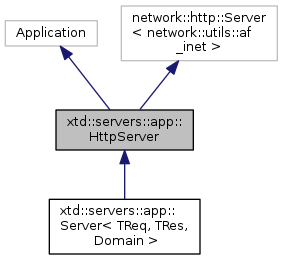 Application
network::http::Server
< network::utils::af
_inet >
xtd::servers::app::
HttpServer
xtd::servers::app::
Server< TReq, TRes,
Domain >